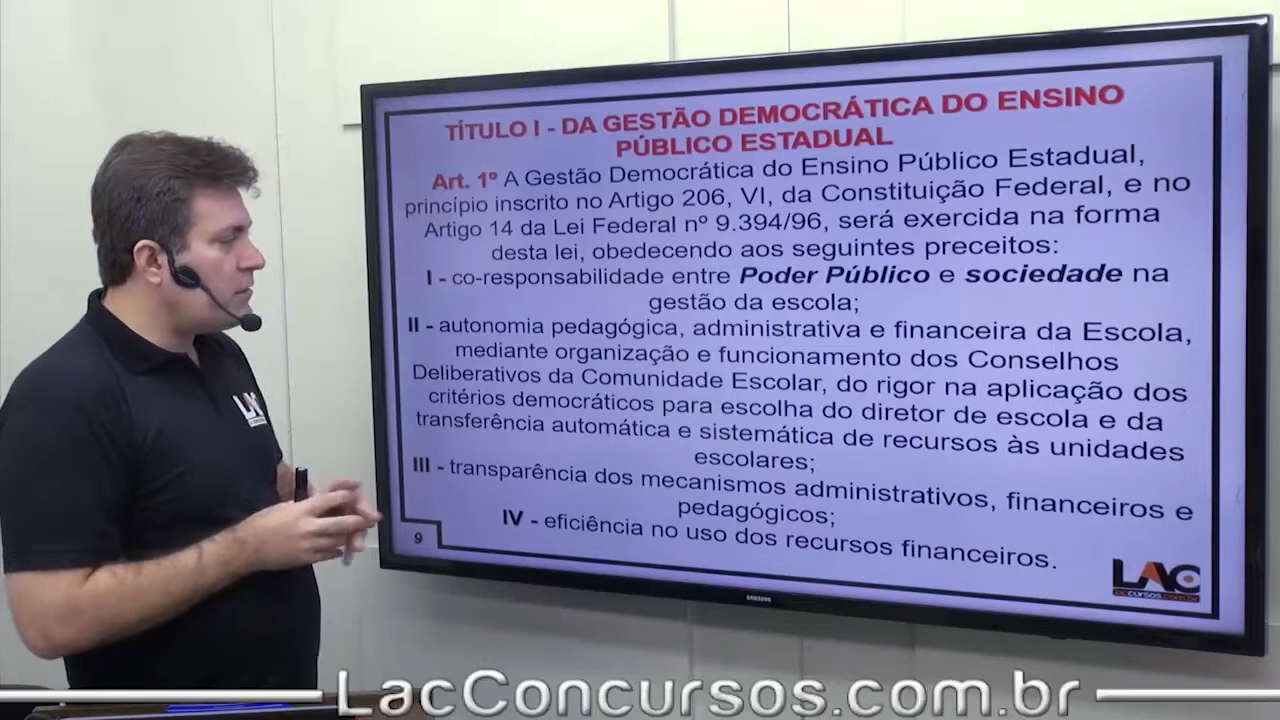 TÍTULO I - DA GESTÃO DEMOCRÁTICA DO ENSINO
PÚBLICO ESTADUAL
Art. 1º A Gestão Democrática do Ensino Público Estadual,
princípio inscrito no Artigo 206, VI, da Constituição Federal, e no
Artigo 14 da Lei Federal nº 9.394/96, será exercida na forma
desta lei, obedecendo aos seguintes preceitos:
I - co-responsabilidade entre Poder Público e sociedade na
gestão da escola;
II - autonomia pedagógica, administrativa e financeira da Escola,
mediante organização e funcionamento dos Conselhos
Deliberativos da Comunidade Escolar, do rigor na aplicação dos
critérios democráticos para escolha do diretor de escola e da
transferência automática e sistemática de recursos às unidades
escolares;
III - transparência dos mecanismos administrativos, financeiros e
pedagógicos;
IV - eficiência no uso dos recursos financeiros.
9
LAC
laccursos.com.br
SAMSUNG
LAC
LacConcursos.com.br